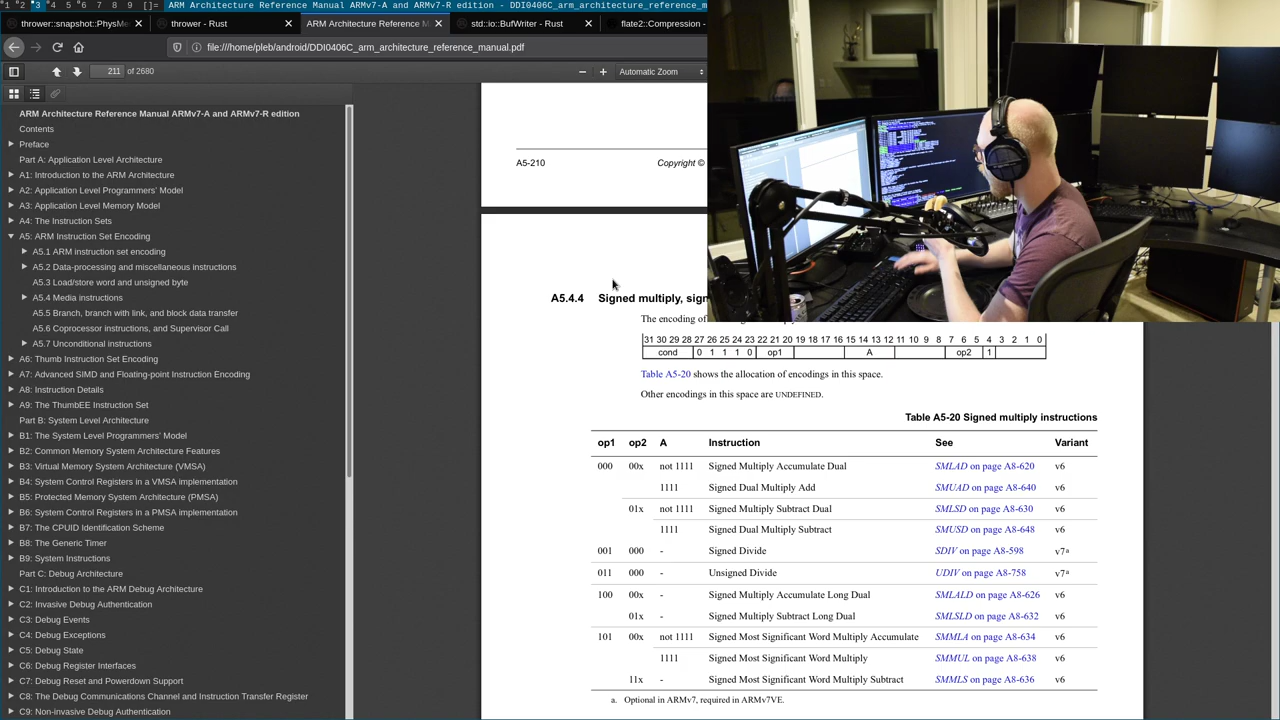 1 2 3 4 5 6 7 8 9 []= ARM Architecture Reference Manual ARMv7-A and ARMv7-R edition - DDI0406C_arm_architecture_reference_m
thrower::snapshot::PhysMe
thrower - Rust
ARM Architecture Reference M
std::io::BufWriter - Rust
flate2::Compression -
file:///home/pleb/android/DDI0406C_arm_architecture_reference_manual.pdf
211 of 2680
Automatic Zoom
ARM Architecture Reference Manual ARMv7-A and ARMv7-R edition
Contents
Preface
Part A: Application Level Architecture
A1: Introduction to the ARM Architecture
A2: Application Level Programmers' Model
A3: Application Level Memory Model
A4: The Instruction Sets
A5: ARM Instruction Set Encoding
A5.1 ARM instruction set encoding
A5.2 Data-processing and miscellaneous instructions
A5.3 Load/store word and unsigned byte
A5.4 Media instructions
A5.5 Branch, branch with link, and block data transfer
A5.6 Coprocessor instructions, and Supervisor Call
A5.7 Unconditional instructions
A6: Thumb Instruction Set Encoding
A7: Advanced SIMD and Floating-point Instruction Encoding
A8: Instruction Details
A9: The ThumbEE Instruction Set
Part B: System Level Architecture
B1: The System Level Programmers' Model
B2: Common Memory System Architecture Features
B3: Virtual Memory System Architecture (VMSA)
B4: System Control Registers in a VMSA implementation
B5: Protected Memory System Architecture (PMSA)
B6: System Control Registers in a PMSA implementation
B7: The CPUID Identification Scheme
B8: The Generic Timer
B9: System Instructions
Part C: Debug Architecture
C1: Introduction to the ARM Debug Architecture
C2: Invasive Debug Authentication
C3: Debug Events
C4: Debug Exceptions
C5: Debug State
C6: Debug Register Interfaces
C7: Debug Reset and Powerdown Support
C8: The Debug Communications Channel and Instruction Transfer Register
C9: Non-invasive Debug Authentication
A5-210 Copyright ©
A5.4.4 Signed multiply, sign
The encoding of
31 30 29 28 27 26 25 24 23 22 21 20 19 18 17 16 15 14 13 12 11 10 9 8 7 6 5 4 3 2 1 0
cond 0 1 1 1 0 op1 A op2 1
Table A5-20 shows the allocation of encodings in this space.
Other encodings in this space are UNDEFINED.
Table A5-20 Signed multiply instructions
op1 op2 A Instruction See Variant
000 00x not 1111 Signed Multiply Accumulate Dual SMLAD on page A8-620 v6
1111 Signed Dual Multiply Add SMUAD on page A8-640 v6
01x not 1111 Signed Multiply Subtract Dual SMLSD on page A8-630 v6
1111 Signed Dual Multiply Subtract SMUSD on page A8-648 v6
001 000 - Signed Divide SDIV on page A8-598 v7a
011 000 - Unsigned Divide UDIV on page A8-758 v7a
100 00x - Signed Multiply Accumulate Long Dual SMLALD on page A8-626 v6
01x - Signed Multiply Subtract Long Dual SMLSLD on page A8-632 v6
101 00x not 1111 Signed Most Significant Word Multiply Accumulate SMMLA on page A8-634 v6
1111 Signed Most Significant Word Multiply SMMUL on page A8-638 v6
11x - Signed Most Significant Word Multiply Subtract SMMLS on page A8-636 v6
a. Optional in ARMv7, required in ARMv7VE.